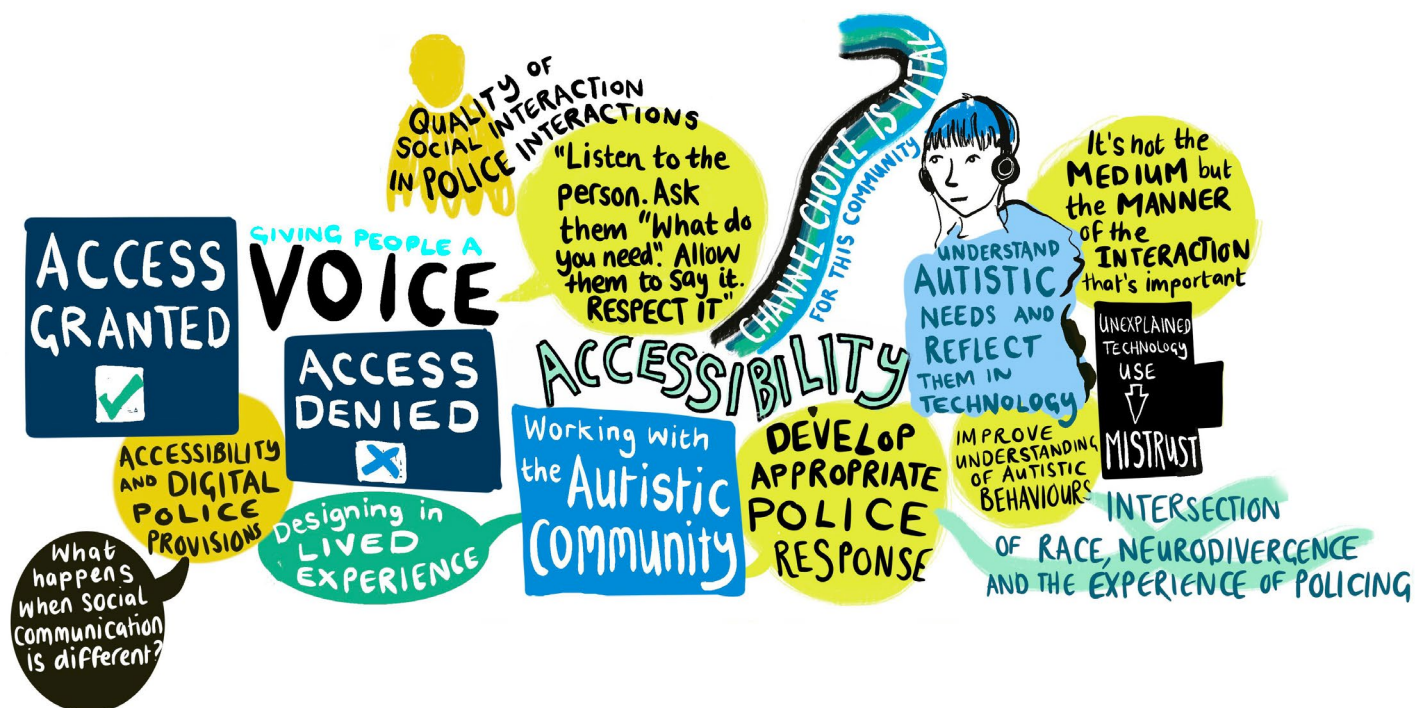 QUALITY OF
SOCIAL INTERACTION
IN POLICE INTERACTIONS
"Listen to the
person. Ask
them "What do
you need". Allow
them to say it.
RESPECT IT"
CHANNEL CHOICE IS VITAL
FOR THIS COMMUNITY
It's not the
MEDIUM but
the MANNER
of the
INTERACTION
that's important
ACCESS
GRANTED
GIVING PEOPLE A
VOICE
ACCESS
DENIED
ACCESSIBILITY
UNDERSTAND
AUTISTIC
NEEDS AND
REFLECT
THEM IN
TECHNOLOGY
UNEXPLAINED
TECHNOLOGY
USE
MISTRUST
ACCESSIBILITY
AND DIGITAL
POLICE
PROVISIONS
Designing in
LIVED
EXPERIENCE
Working with
the Autistic
Community
DEVELOP
APPROPRIATE
POLICE
RESPONSE
IMPROVE
UNDERSTANDING
OF AUTISTIC
BEHAVIOURS
INTERSECTION
OF RACE, NEURODIVERGENCE
AND THE EXPERIENCE OF POLICING
What
happens
when Social
Communication
is different?